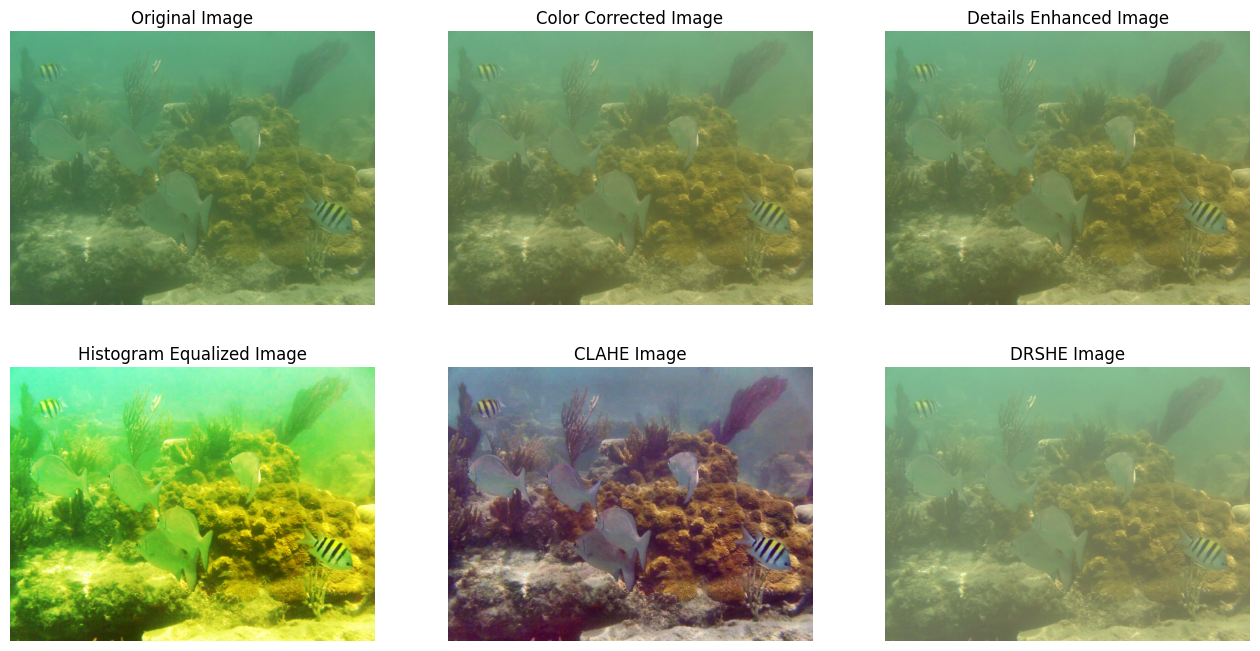 Original Image
Color Corrected Image
Details Enhanced Image
Histogram Equalized Image
CLAHE Image
DRSHE Image